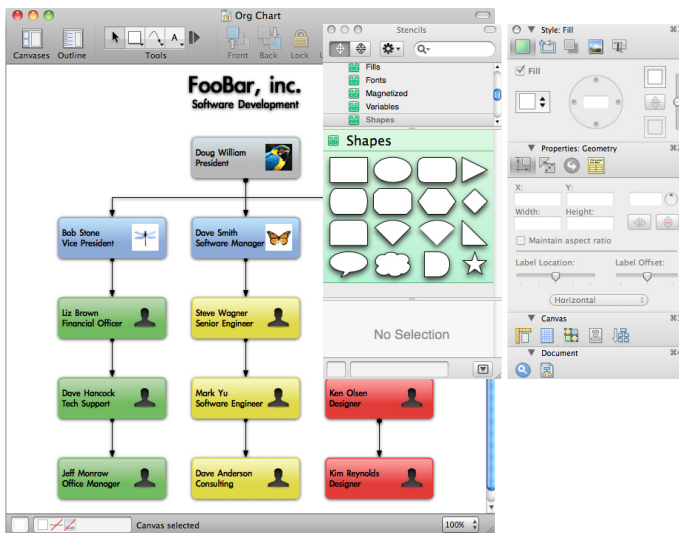 Org Chart
Canvases
Outline
Tools
Front
Back
Lock
FooBar, inc.
Software Development
Doug William
President
Bob Stone
Vice President
Dave Smith
Software Manager
Liz Brown
Financial Officer
Steve Wagner
Senior Engineer
Dave Hancock
Tech Support
Mark Yu
Software Engineer
Ken Olsen
Designer
Jeff Monrow
Office Manager
Dave Anderson
Consulting
Kim Reynolds
Designer
Canvas selected
100%
Stencils
Fills
Fonts
Magnetized
Variables
Shapes
Shapes
No Selection
Style: Fill
Fill
Properties: Geometry
X:
Y:
Width:
Height:
Maintain aspect ratio
Label Location:
Label Offset:
Horizontal
Canvas
Document